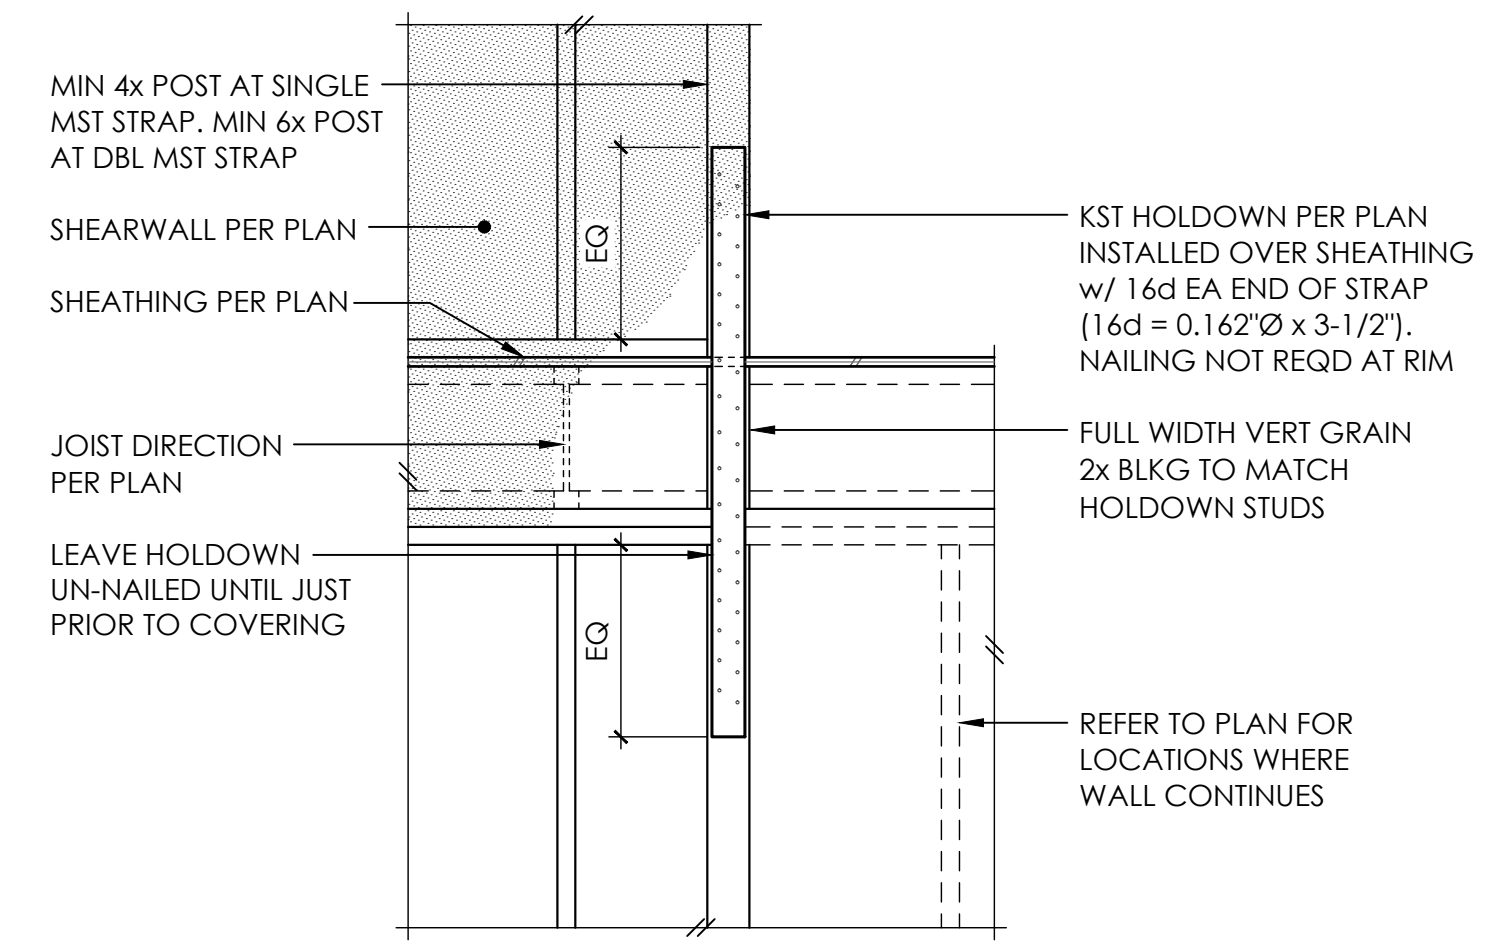 MIN 4x POST AT SINGLE
MST STRAP. MIN 6x POST
AT DBL MST STRAP
SHEARWALL PER PLAN
SHEATHING PER PLAN
JOIST DIRECTION
PER PLAN
LEAVE HOLDOWN
UN-NAILED UNTIL JUST
PRIOR TO COVERING
EQ
EQ
KST HOLDOWN PER PLAN
INSTALLED OVER SHEATHING
w/ 16d EA END OF STRAP
(16d = 0.162"Ø x 3-1/2").
NAILING NOT REQD AT RIM
FULL WIDTH VERT GRAIN
2x BLKG TO MATCH
HOLDOWN STUDS
REFER TO PLAN FOR
LOCATIONS WHERE
WALL CONTINUES